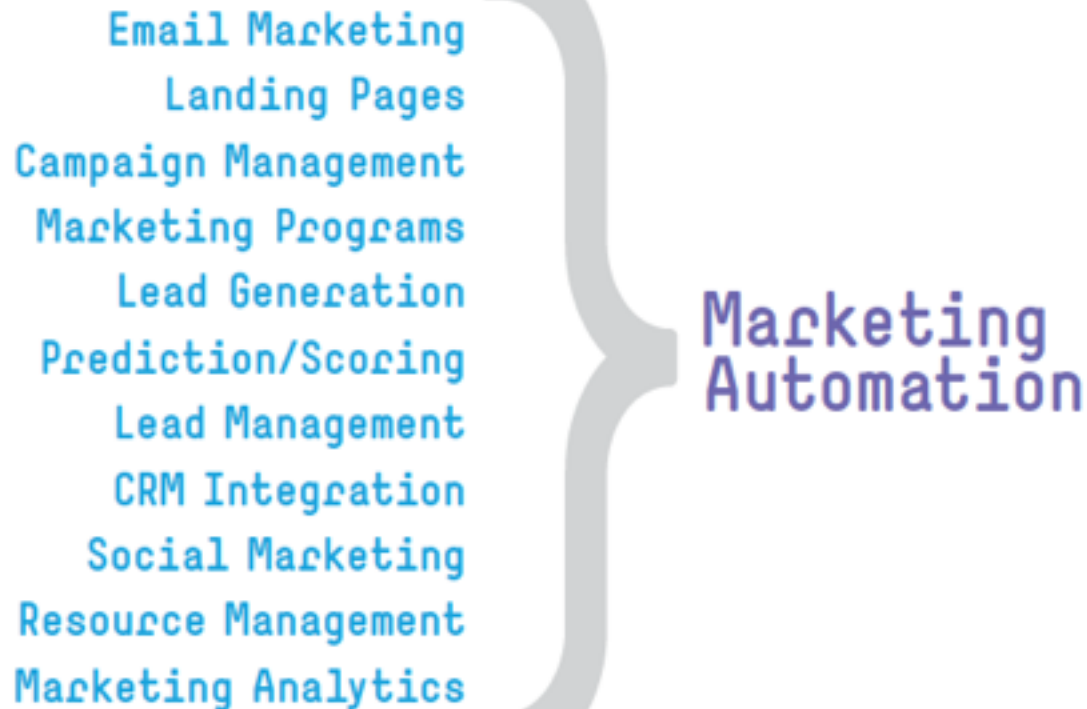 Email Marketing
Landing Pages
Campaign Management
Marketing Programs
Lead Generation
Prediction/Scoring
Lead Management
CRM Integration
Social Marketing
Resource Management
Marketing Analytics
Marketing
Automation